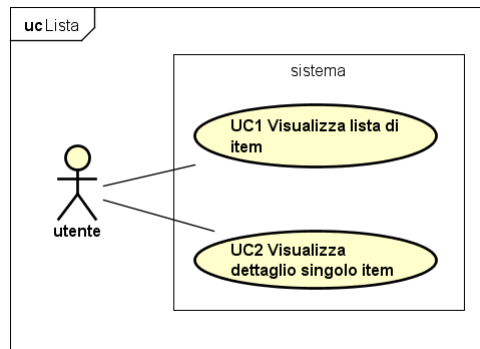 uc Lista
sistema
UC1 Visualizza lista di
item
utente
UC2 Visualizza
dettaglio singolo item